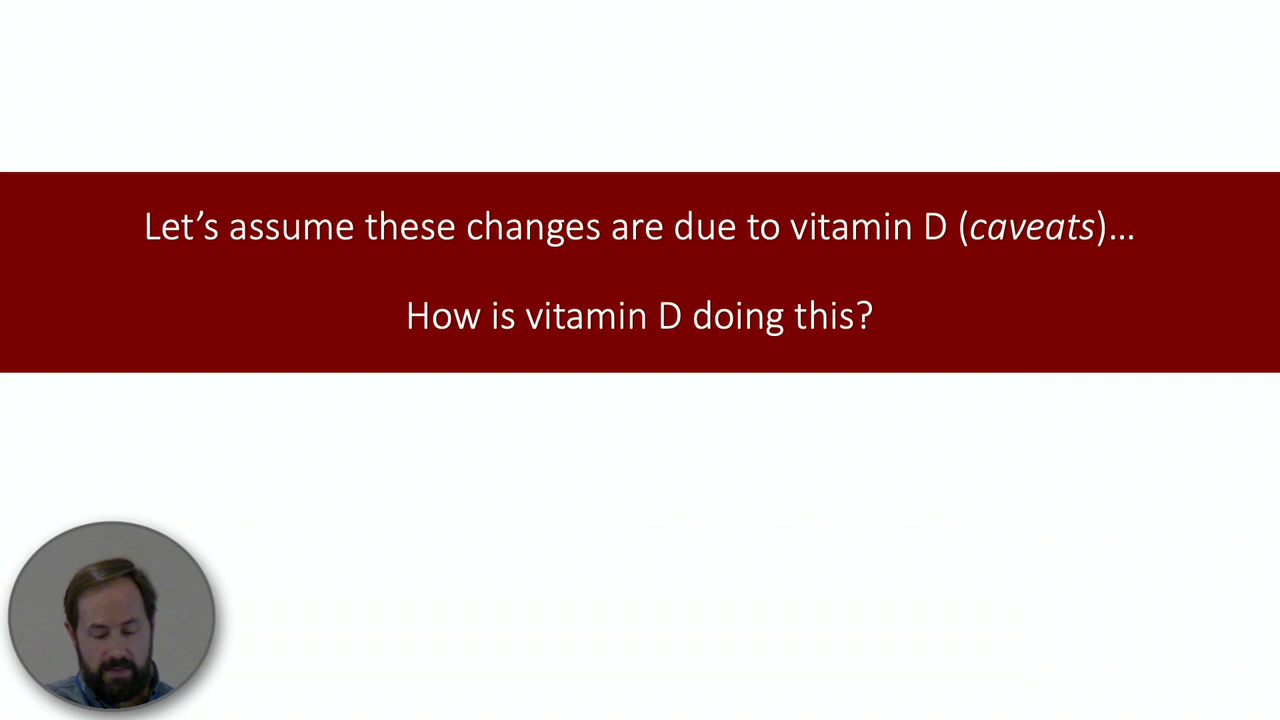 Let’s assume these changes are due to vitamin D (caveats)…
How is vitamin D doing this?